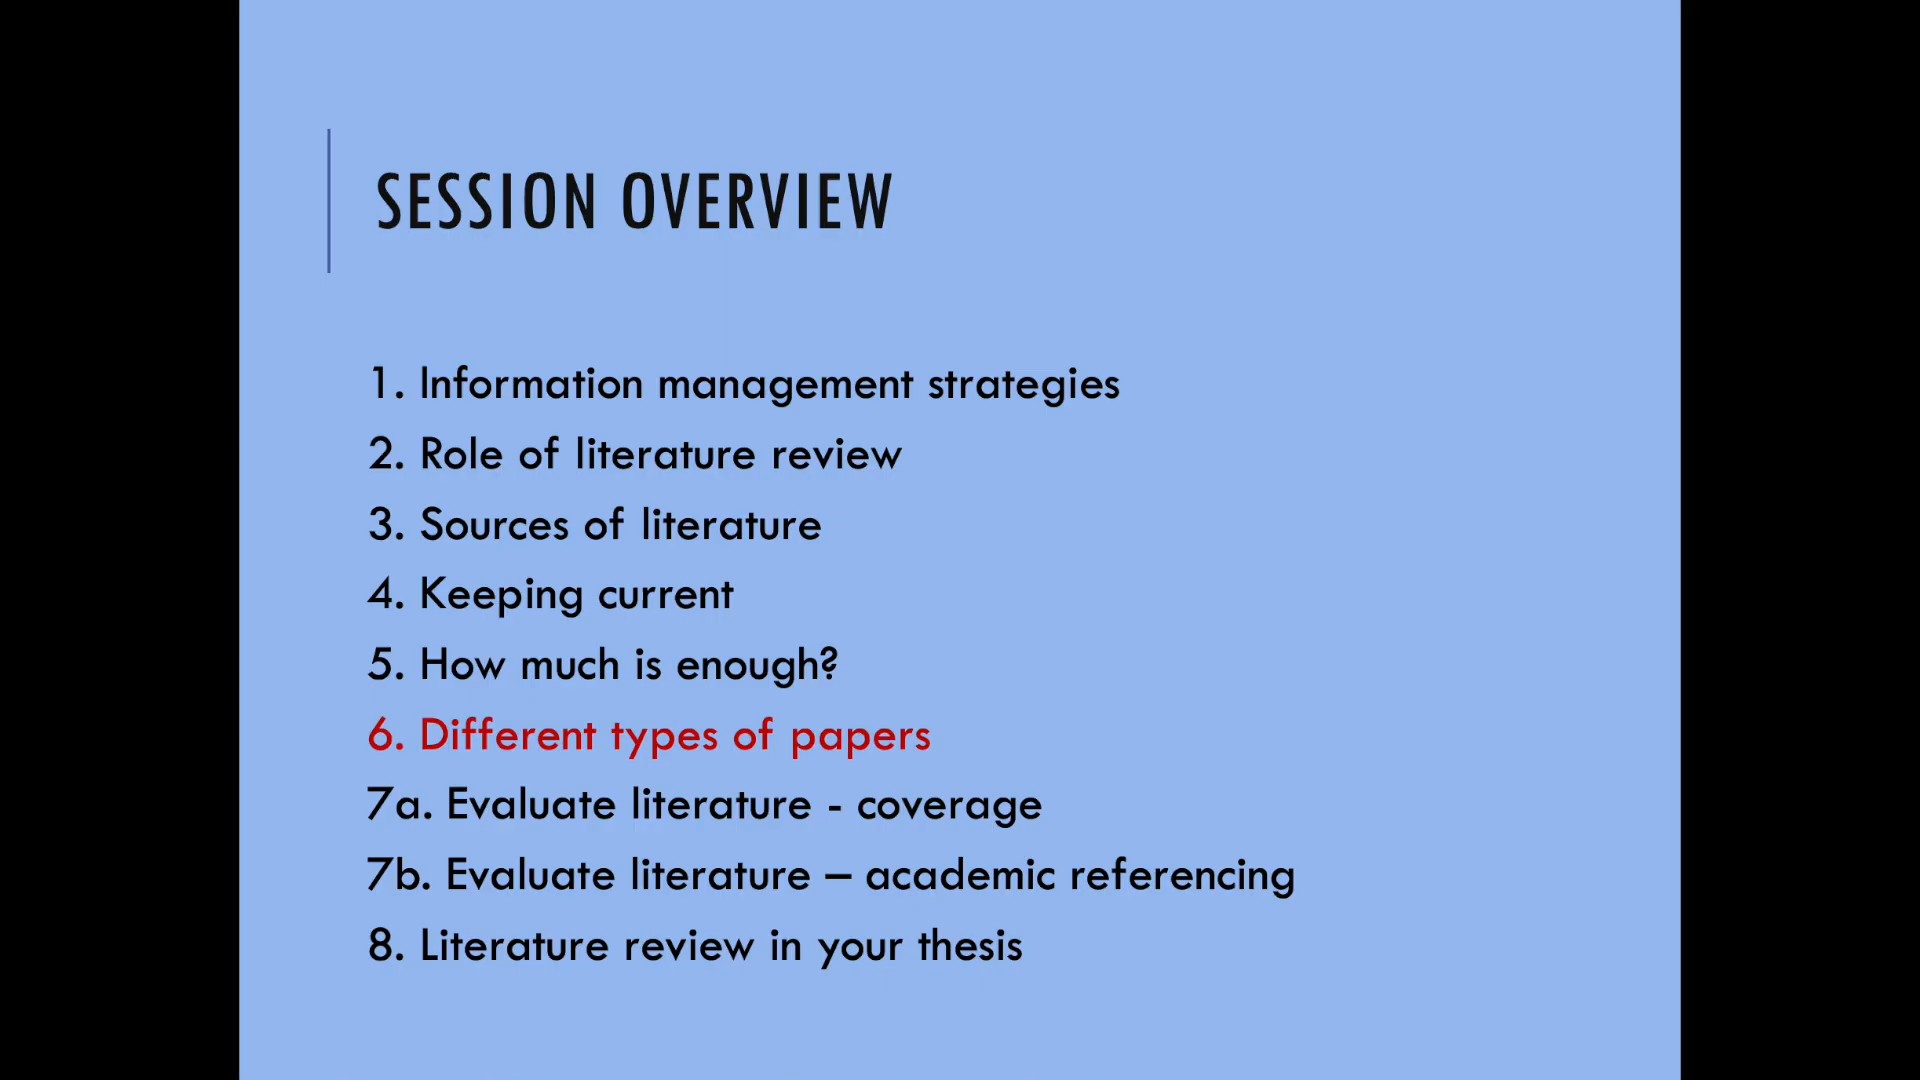 SESSION OVERVIEW
1. Information management strategies
2. Role of literature review
3. Sources of literature
4. Keeping current
5. How much is enough?
6. Different types of papers
7a. Evaluate literature - coverage
7b. Evaluate literature – academic referencing
8. Literature review in your thesis